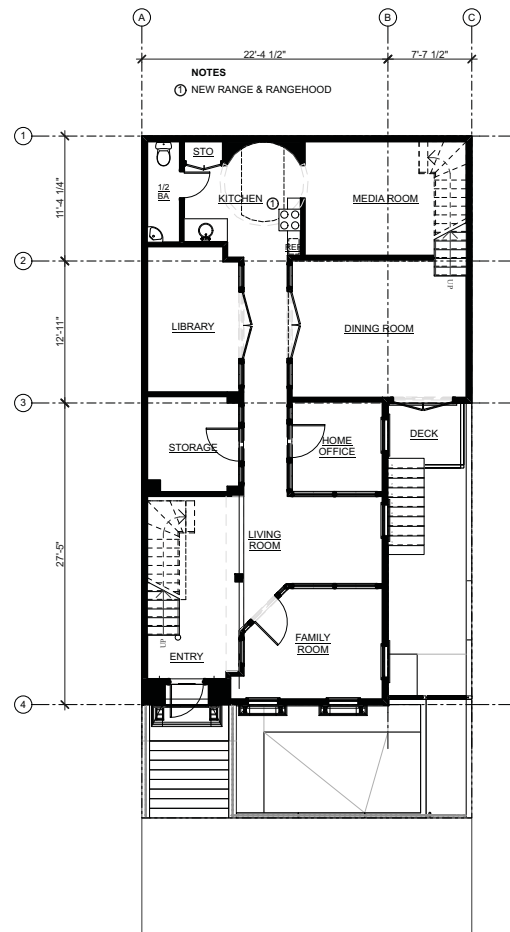 A
B
C
22'-4 1/2"
7'-7 1/2"
NOTES
1 NEW RANGE & RANGEHOOD
1
STO
11'-4 1/4"
1/2
BA
KITCHEN
1
MEDIA ROOM
REF
2
UP
12'-11"
LIBRARY
DINING ROOM
3
STORAGE
HOME
OFFICE
DECK
27'-5"
LIVING
ROOM
UP
ENTRY
FAMILY
ROOM
4